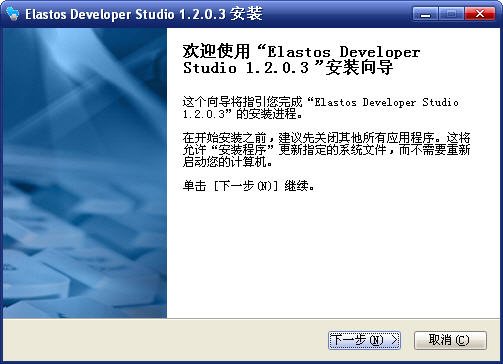 Elastos Developer Studio 1.2.0.3 安装
欢迎使用“Elastos Developer
Studio 1.2.0.3”安装向导
这个向导将指引您完成“Elastos Developer Studio
1.2.0.3”的安装进程。
在开始安装之前，建议先关闭其他所有应用程序。这将
允许“安装程序”更新指定的系统文件，而不需要重新
启动您的计算机。
单击 [下一步(N)] 继续。
下一步(N) >
取消(C)